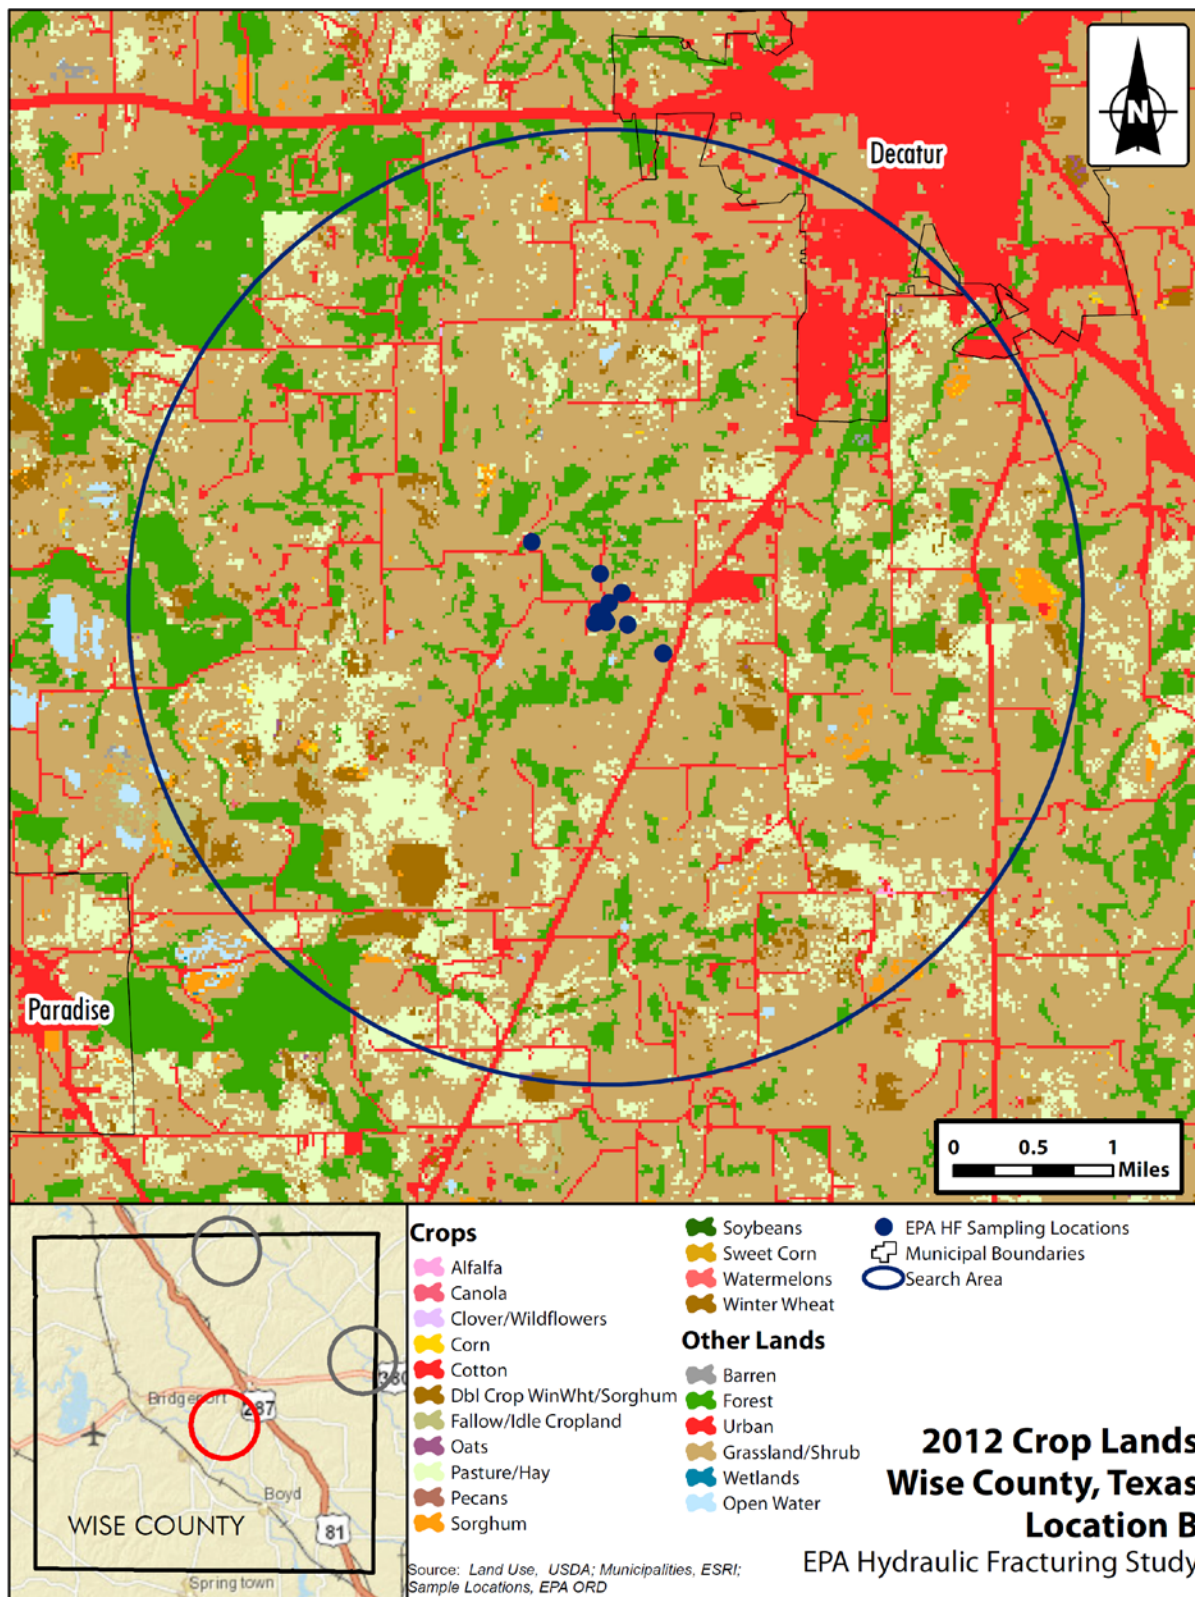 N
Decatur
Paradise
0 0.5 1
Miles
Bridgeport
287
380
Boyd
81
WISE COUNTY
Springtown
Crops
Alfalfa
Canola
Clover/Wildflowers
Corn
Cotton
Dbl Crop WinWht/Sorghum
Fallow/Idle Cropland
Oats
Pasture/Hay
Pecans
Sorghum
Soybeans
Sweet Corn
Watermelons
Winter Wheat
Other Lands
Barren
Forest
Urban
Grassland/Shrub
Wetlands
Open Water
EPA HF Sampling Locations
Municipal Boundaries
Search Area
2012 Crop Lands
Wise County, Texas
Location B
EPA Hydraulic Fracturing Study
Source: Land Use, USDA; Municipalities, ESRI;
Sample Locations, EPA ORD